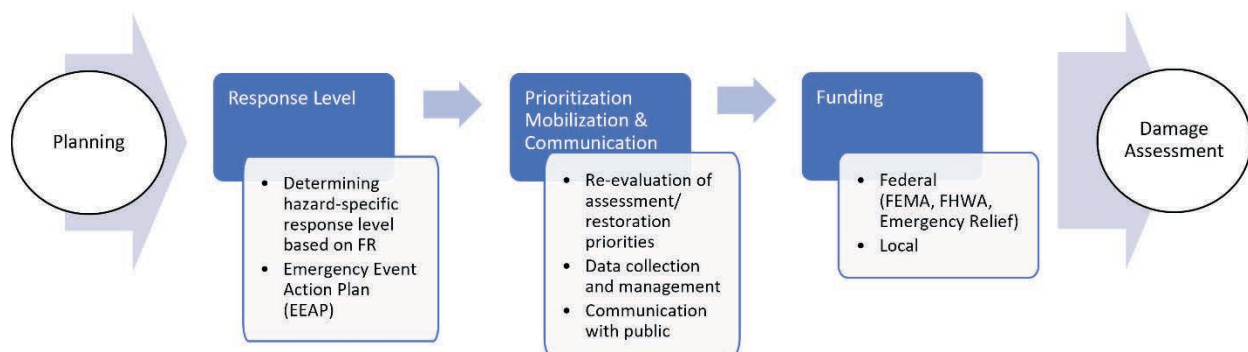 Planning
Response Level
• Determining
hazard-specific
response level
based on FR
• Emergency Event
Action Plan
(EEAP)
Prioritization
Mobilization &
Communication
• Re-evaluation of
assessment/
restoration
priorities
• Data collection
and management
• Communication
with public
Funding
• Federal
(FEMA, FHWA,
Emergency Relief)
• Local
Damage
Assessment